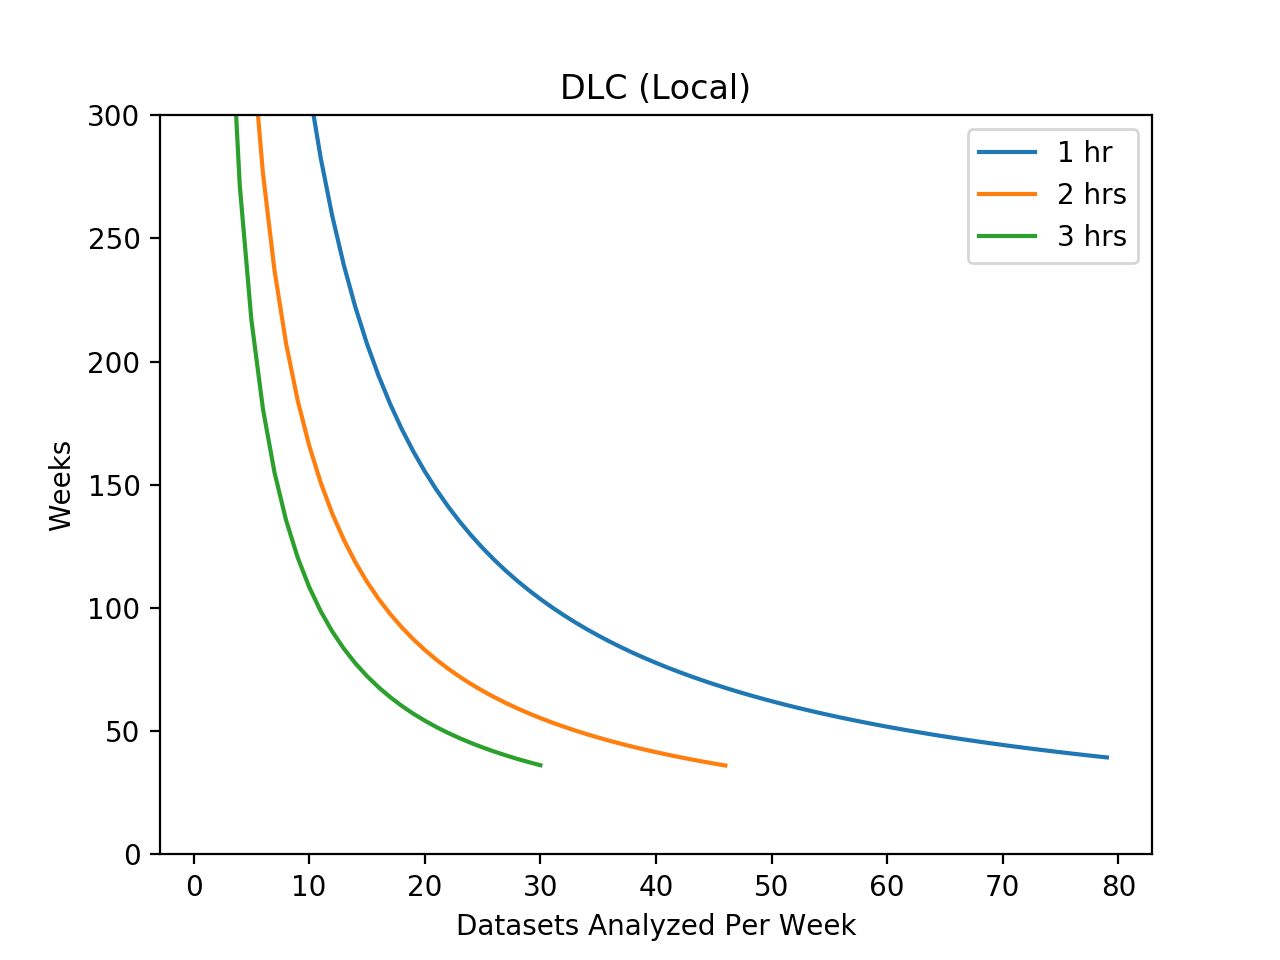 DLC (Local)
1 hr
2 hrs
3 hrs
300
250
200
150
100
50
0
Weeks
0 10 20 30 40 50 60 70 80
Datasets Analyzed Per Week